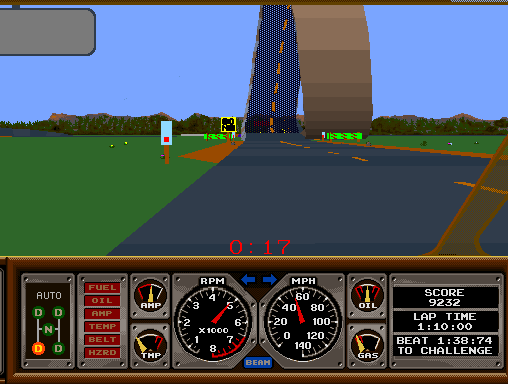 0:17
RPM
MPH
AUTO
D D
N
D D
FUEL
OIL
AMP
TEMP
BELT
HZRD
AMP
TMP
1 2 3 4 5 6 7 8
X1000
BEAM
0 20 40 60 80 100 120 140
OIL
GAS
SCORE
9232
LAP TIME
1:10:00
BEAT 1:38:74
TO CHALLENGE